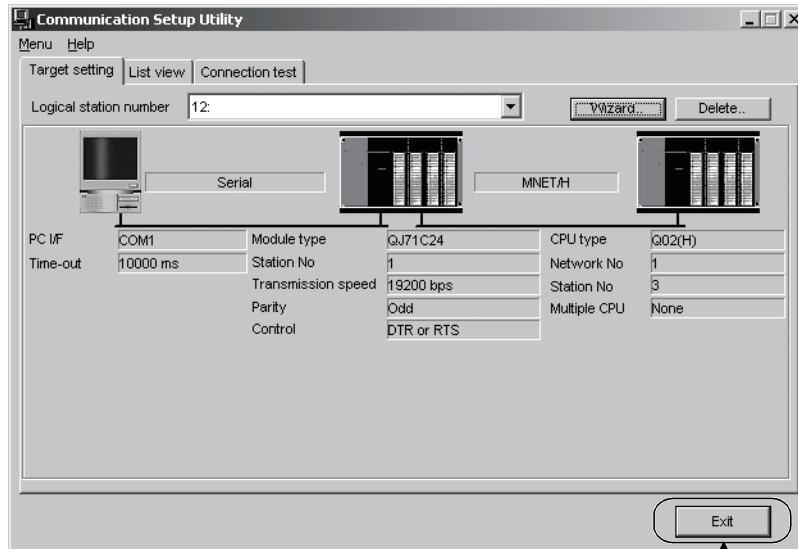 Communication Setup Utility
Menu Help
Target setting List view Connection test
Logical station number 12: Wizard.. Delete..
Serial MNET/H
PC I/F COM1 Module type QJ71C24 CPU type Q02(H)
Time-out 10000 ms Station No 1 Network No 1
Transmission speed 19200 bps Station No 3
Parity Odd Multiple CPU None
Control DTR or RTS
Exit